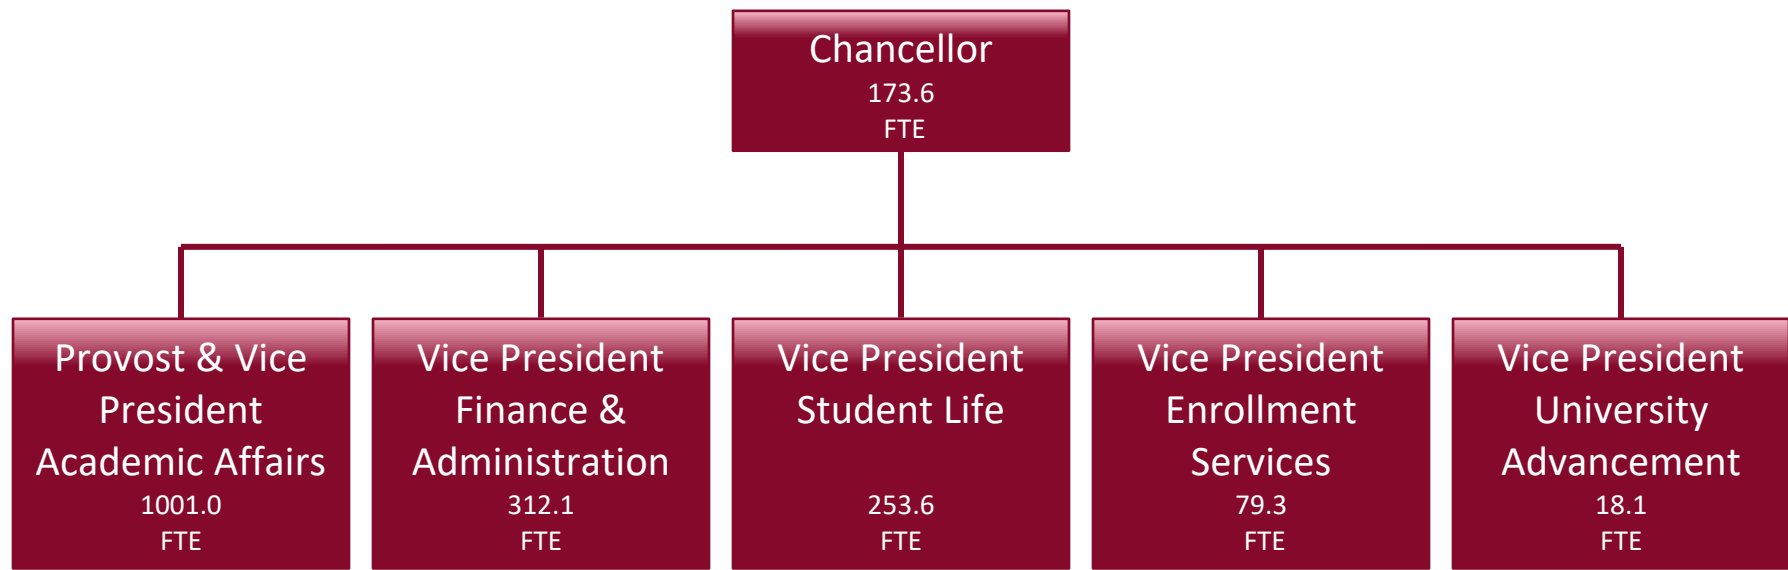 Chancellor
173.6
FTE
Provost & Vice
President
Academic Affairs
1001.0
FTE
Vice President
Finance &
Administration
312.1
FTE
Vice President
Student Life
253.6
FTE
Vice President
Enrollment
Services
79.3
FTE
Vice President
University
Advancement
18.1
FTE